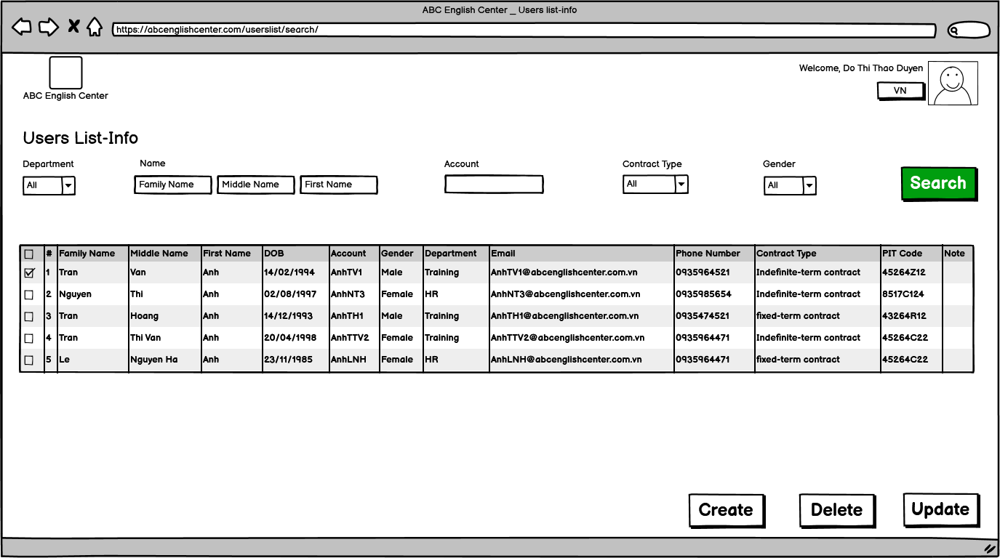 ABC English Center _ Users list-info
https://abcenglishcenter.com/userslist/search/
Welcome, Do Thi Thao Duyen
VN
ABC English Center
Users List-Info
Department Name Account Contract Type Gender
All Family Name Middle Name First Name All All Search
# Family Name Middle Name First Name DOB Account Gender Department Email Phone Number Contract Type PIT Code Note
1 Tran Van Anh 14/02/1994 AnhTV1 Male Training AnhTV1@abcenglishcenter.com.vn 0935964521 Indefinite-term contract 45264Z12
2 Nguyen Thi Anh 02/08/1997 AnhNT3 Female HR AnhNT3@abcenglishcenter.com.vn 0935985654 Indefinite-term contract 8517C124
3 Tran Hoang Anh 14/12/1993 AnhTH1 Male Training AnhTH1@abcenglishcenter.com.vn 0935474521 fixed-term contract 43264R12
4 Tran Thi Van Anh 20/04/1998 AnhTTV2 Female Training AnhTTV2@abcenglishcenter.com.vn 0935964471 Indefinite-term contract 45264C22
5 Le Nguyen Ha Anh 23/11/1985 AnhLNH Female HR AnhLNH@abcenglishcenter.com.vn 0935964471 fixed-term contract 45264C22
Create Delete Update